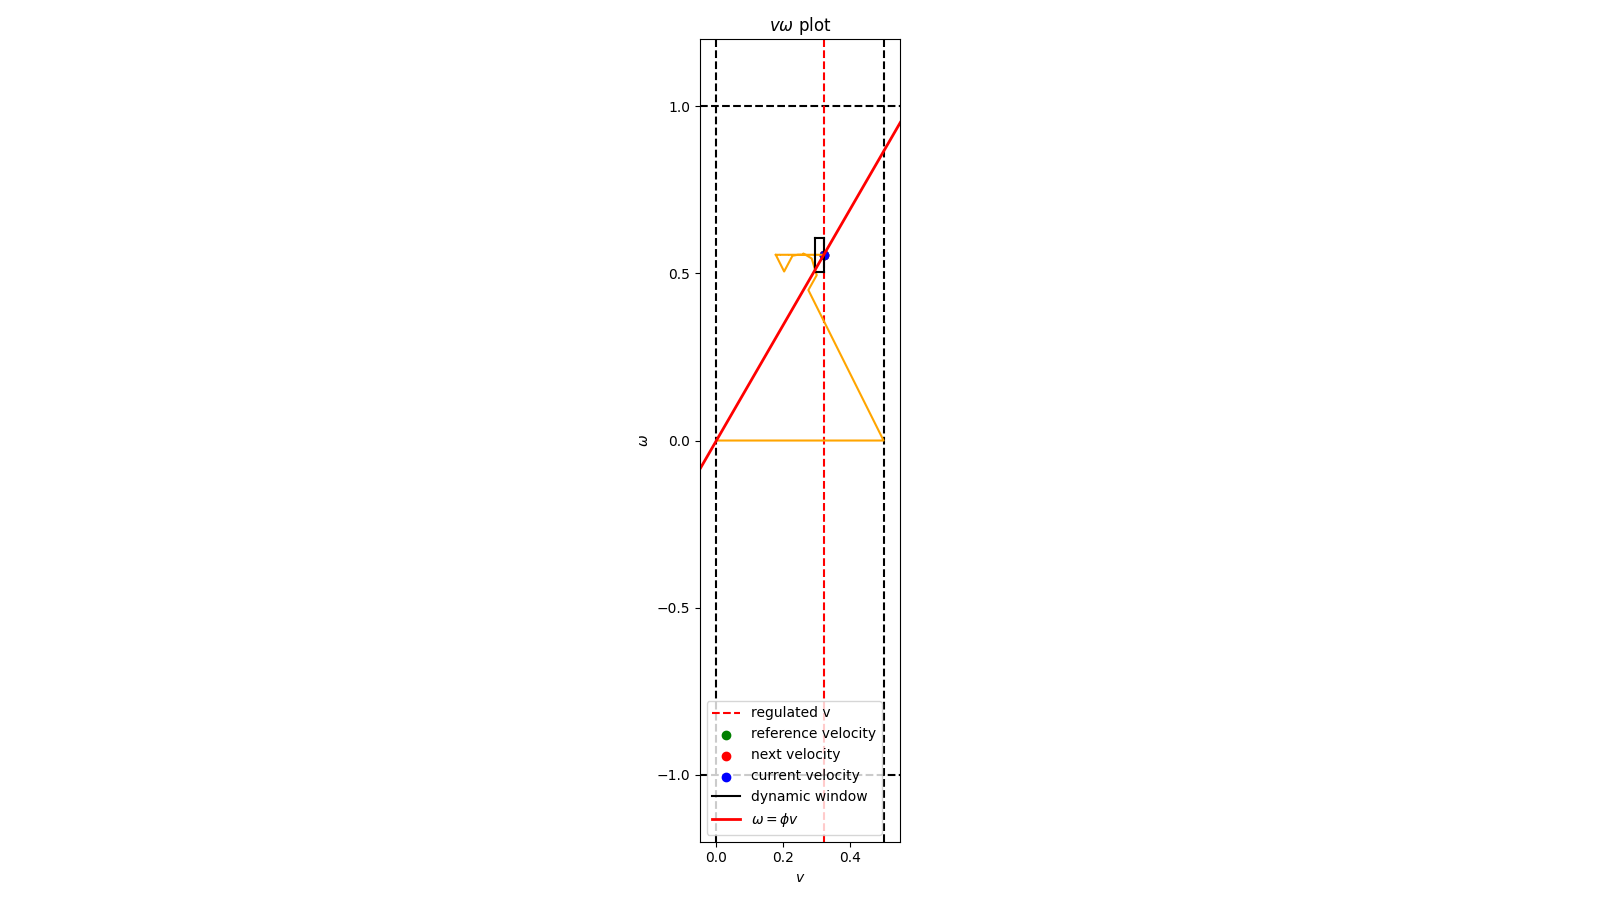 vω plot
1.0
0.5
ω
0.0
−0.5
−1.0
regulated v
reference velocity
next velocity
current velocity
dynamic window
ω = ϕv
0.0 0.2 0.4
v